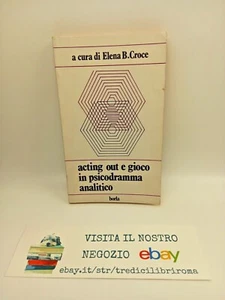 a cura di Elena B.Croce
acting out e gioco
in psicodramma
analitico
borla
VISITA IL NOSTRO
NEGOZIO ebay
ebay.it/str/tredicilibriroma